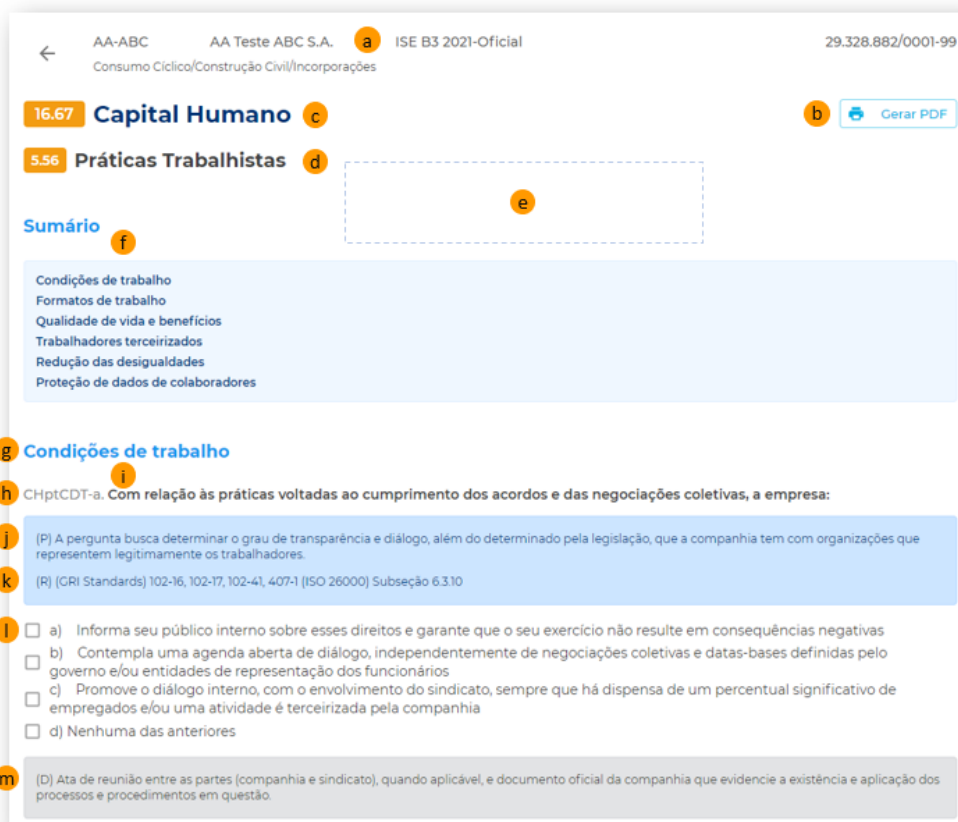 AA-ABC AA Teste ABC S.A. a ISE B3 2021-Oficial 29.328.882/0001-99
Consumo Cíclico/Construção Civil/Incorporações
16.67 Capital Humano c b Gerar PDF
5.56 Práticas Trabalhistas d
e
Sumário
f
Condições de trabalho
Formatos de trabalho
Qualidade de vida e benefícios
Trabalhadores terceirizados
Redução das desigualdades
Proteção de dados de colaboradores
g Condições de trabalho
i
h CHptCDT-a. Com relação às práticas voltadas ao cumprimento dos acordos e das negociações coletivas, a empresa:
j (P) A pergunta busca determinar o grau de transparência e diálogo, além do determinado pela legislação, que a companhia tem com organizações que
representem legitimamente os trabalhadores.
k (R) (GRI Standards) 102-16, 102-17, 102-41, 407-1 (ISO 26000) Subseção 6.3.10
l a) Informa seu público interno sobre esses direitos e garante que o seu exercício não resulte em consequências negativas
b) Contempla uma agenda aberta de diálogo, independentemente de negociações coletivas e datas-bases definidas pelo
governo e/ou entidades de representação dos funcionários
c) Promove o diálogo interno, com o envolvimento do sindicato, sempre que há dispensa de um percentual significativo de
empregados e/ou uma atividade é terceirizada pela companhia
d) Nenhuma das anteriores
m (D) Ata de reunião entre as partes (companhia e sindicato), quando aplicável, e documento oficial da companhia que evidencie a existência e aplicação dos
processos e procedimentos em questão.